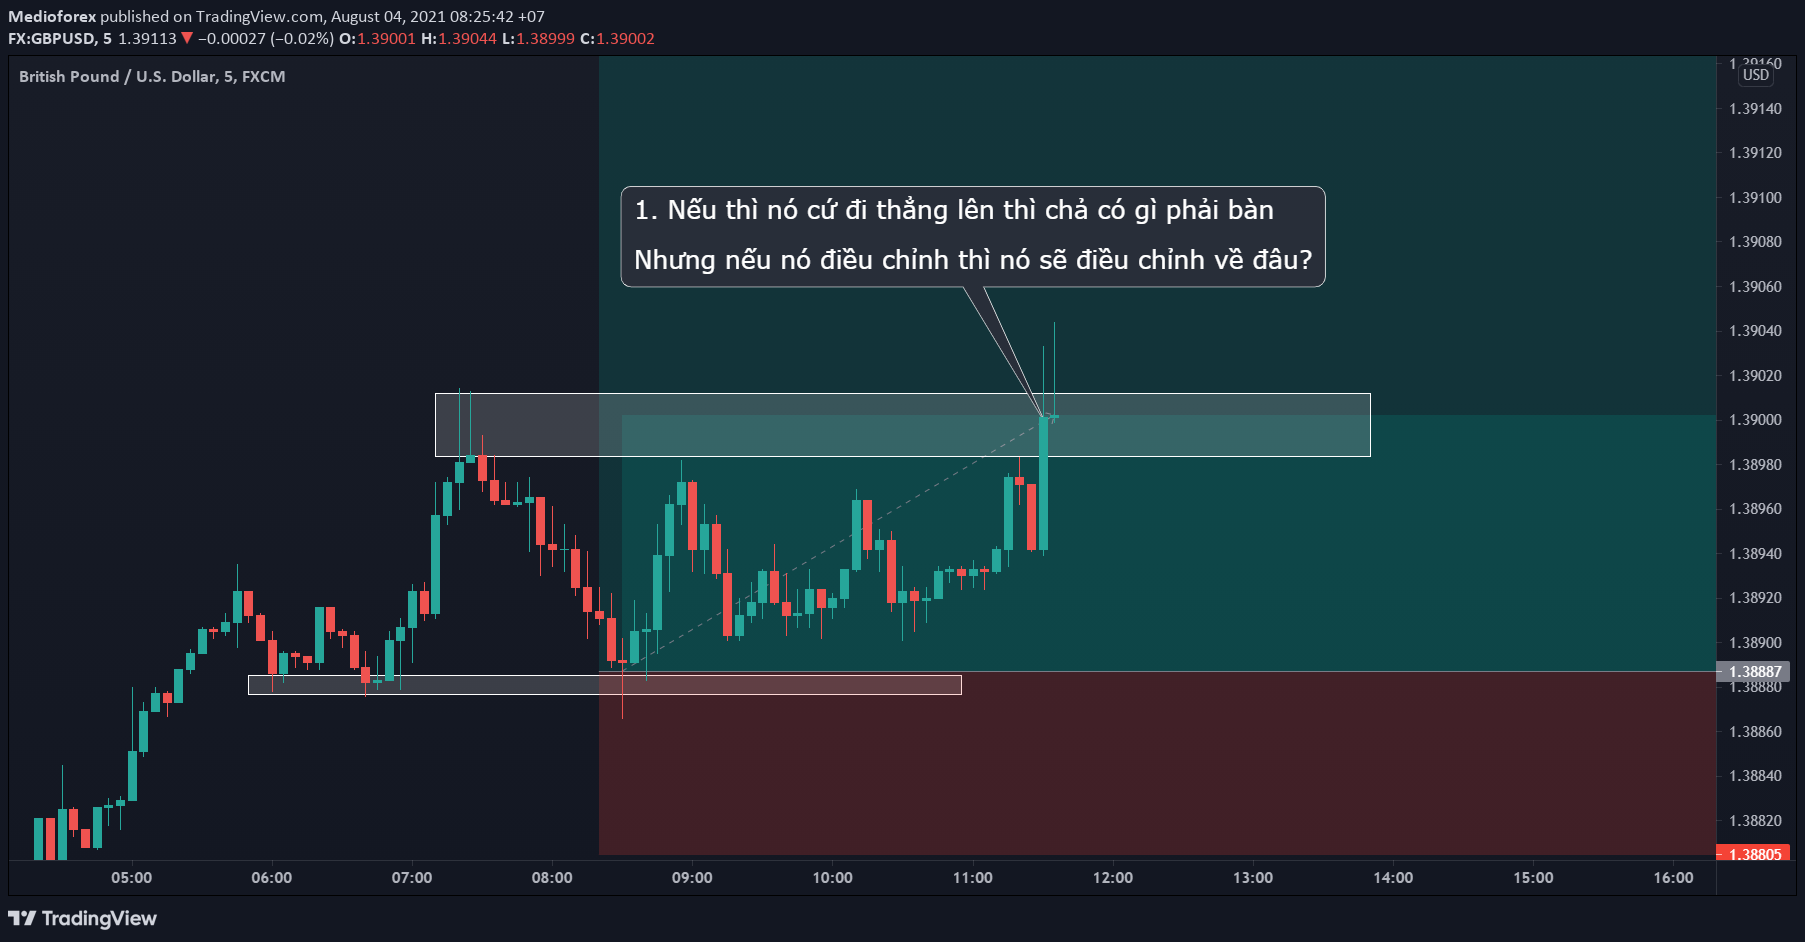 Medioforex published on TradingView.com, August 04, 2021 08:25:42 +07
FX:GBPUSD, 5 1.39113 ▼ −0.00027 (−0.02%) O:1.39001 H:1.39044 L:1.38999 C:1.39002
British Pound / U.S. Dollar, 5, FXCM
1.39160
USD
1.39140
1.39120
1.39100
1.39080
1.39060
1.39040
1.39020
1.39000
1.38980
1.38960
1.38940
1.38920
1.38900
1.38887
1.38880
1.38860
1.38840
1.38820
1.38805
1. Nếu thì nó cứ đi thẳng lên thì chả có gì phải bàn
Nhưng nếu nó điều chỉnh thì nó sẽ điều chỉnh về đâu?
05:00 06:00 07:00 08:00 09:00 10:00 11:00 12:00 13:00 14:00 15:00 16:00
TradingView